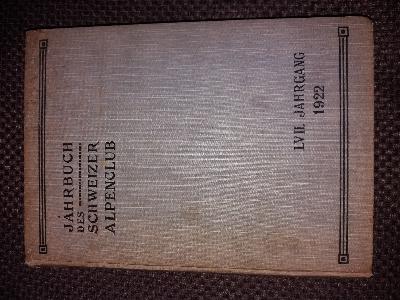 JAHRBUCH
DES
SCHWEIZER
ALPENCLUB
LVII. JAHRGANG
1922